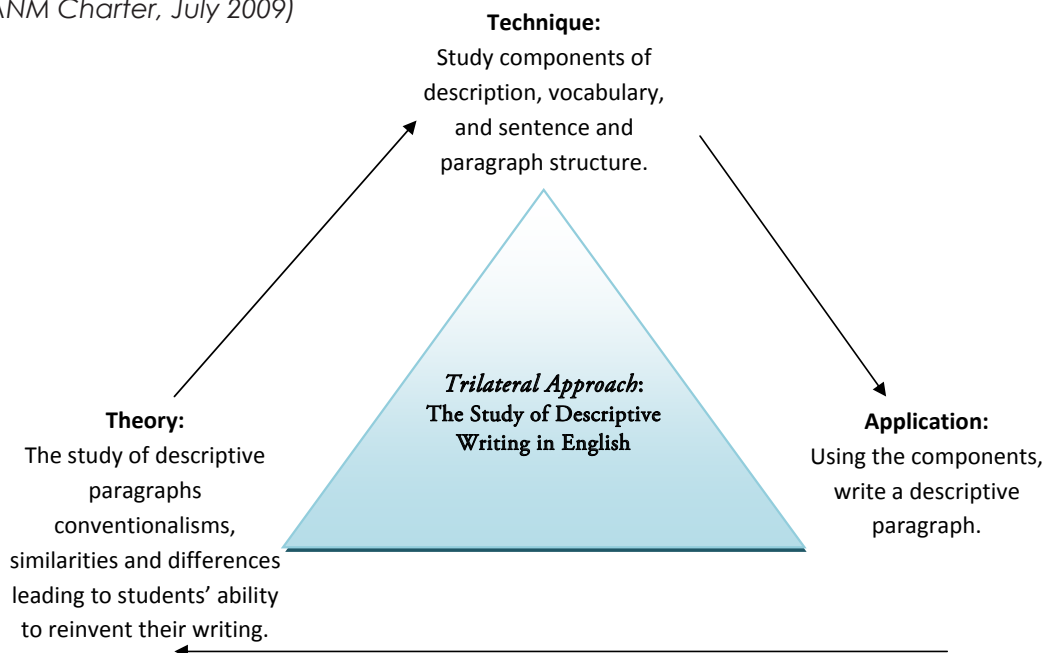 ANM Charter, July 2009)
Technique:
Study components of
description, vocabulary,
and sentence and
paragraph structure.
Trilateral Approach:
The Study of Descriptive
Writing in English
Theory:
The study of descriptive
paragraphs
conventionalisms,
similarities and differences
leading to students’ ability
to reinvent their writing.
Application:
Using the components,
write a descriptive
paragraph.